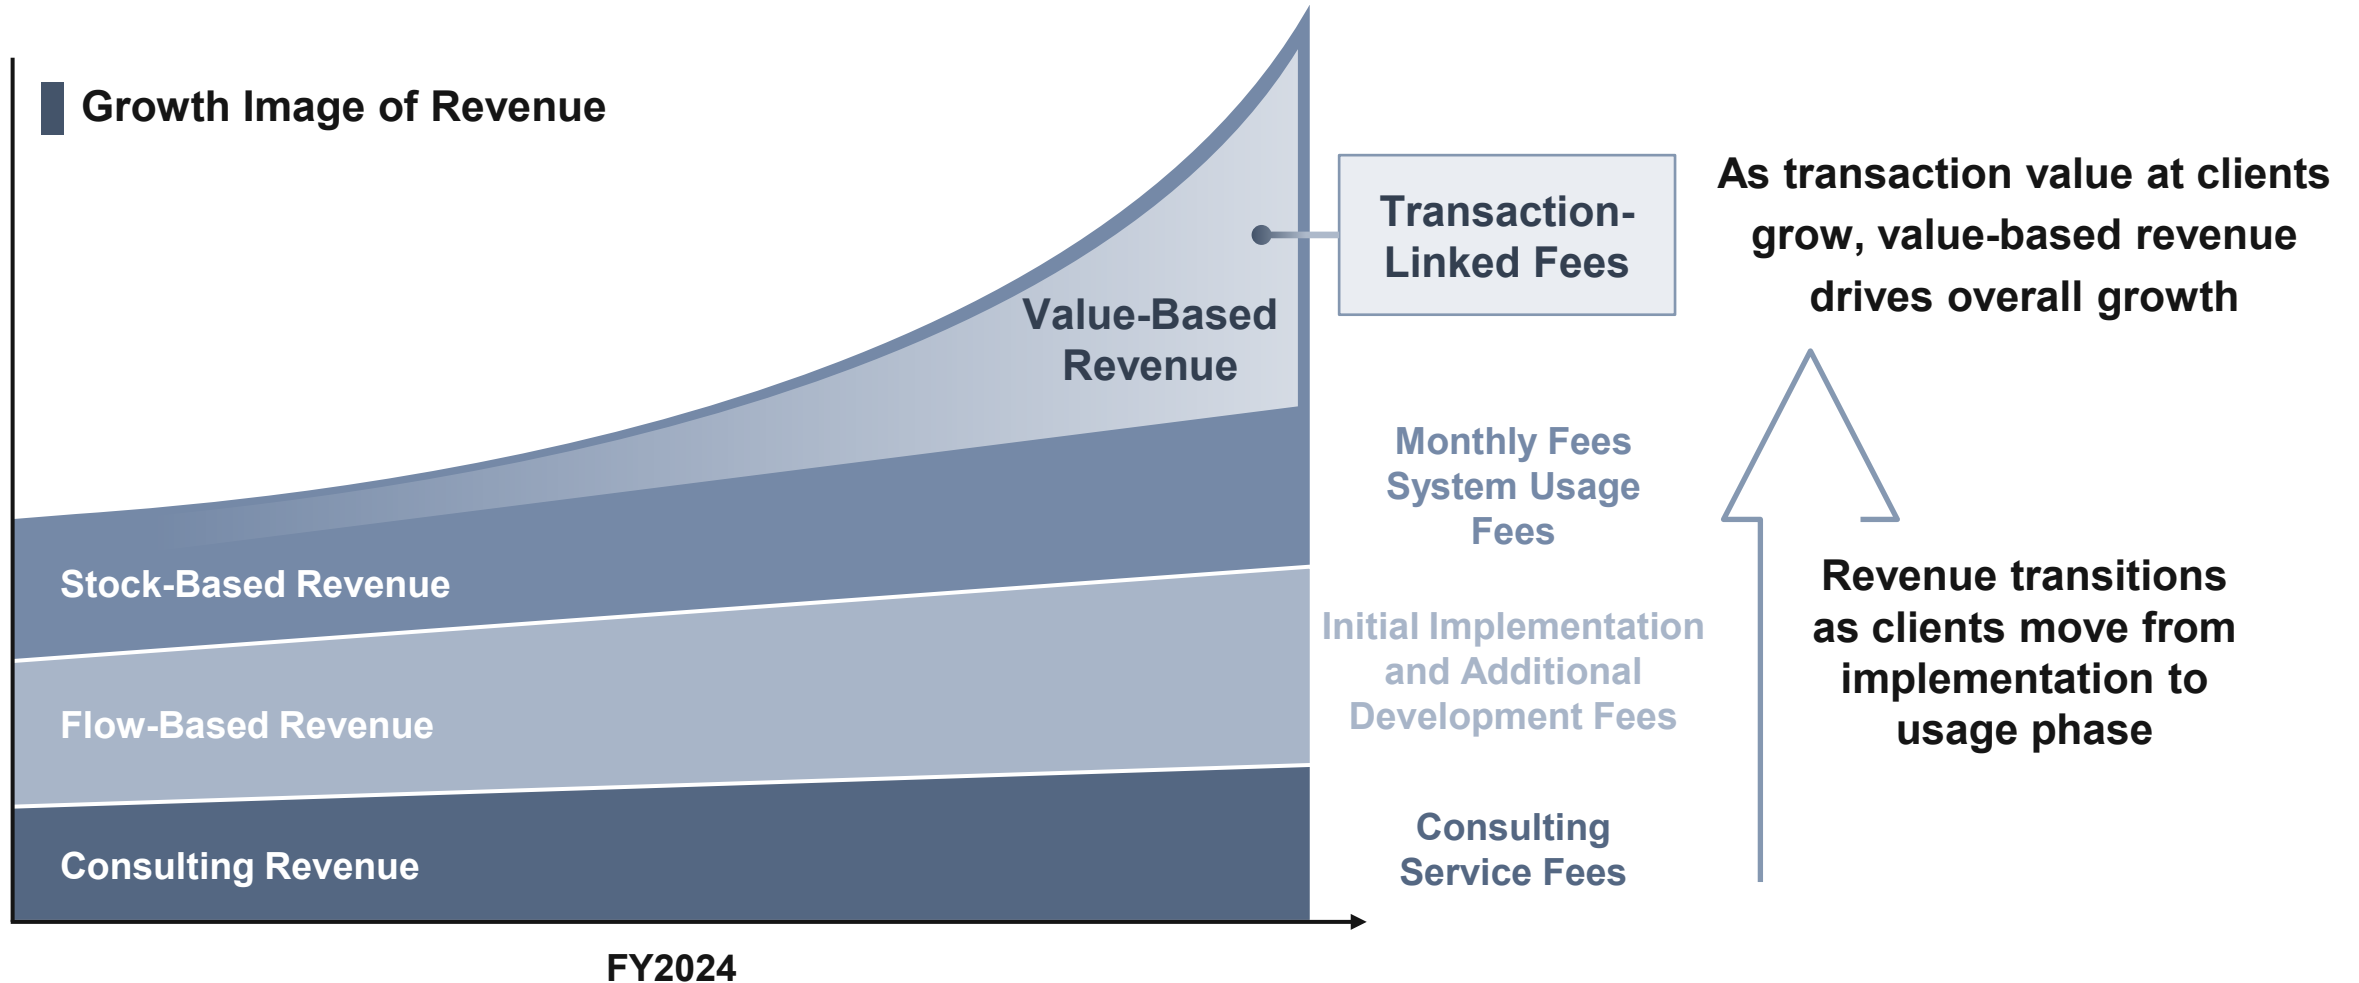 Growth Image of Revenue
As transaction value at clients
grow, value-based revenue
drives overall growth
Transaction-
Linked Fees
Value-Based
Revenue
Monthly Fees
System Usage
Fees
Stock-Based Revenue
Revenue transitions
as clients move from
implementation to
usage phase
Initial Implementation
and Additional
Development Fees
Flow-Based Revenue
Consulting
Service Fees
Consulting Revenue
FY2024